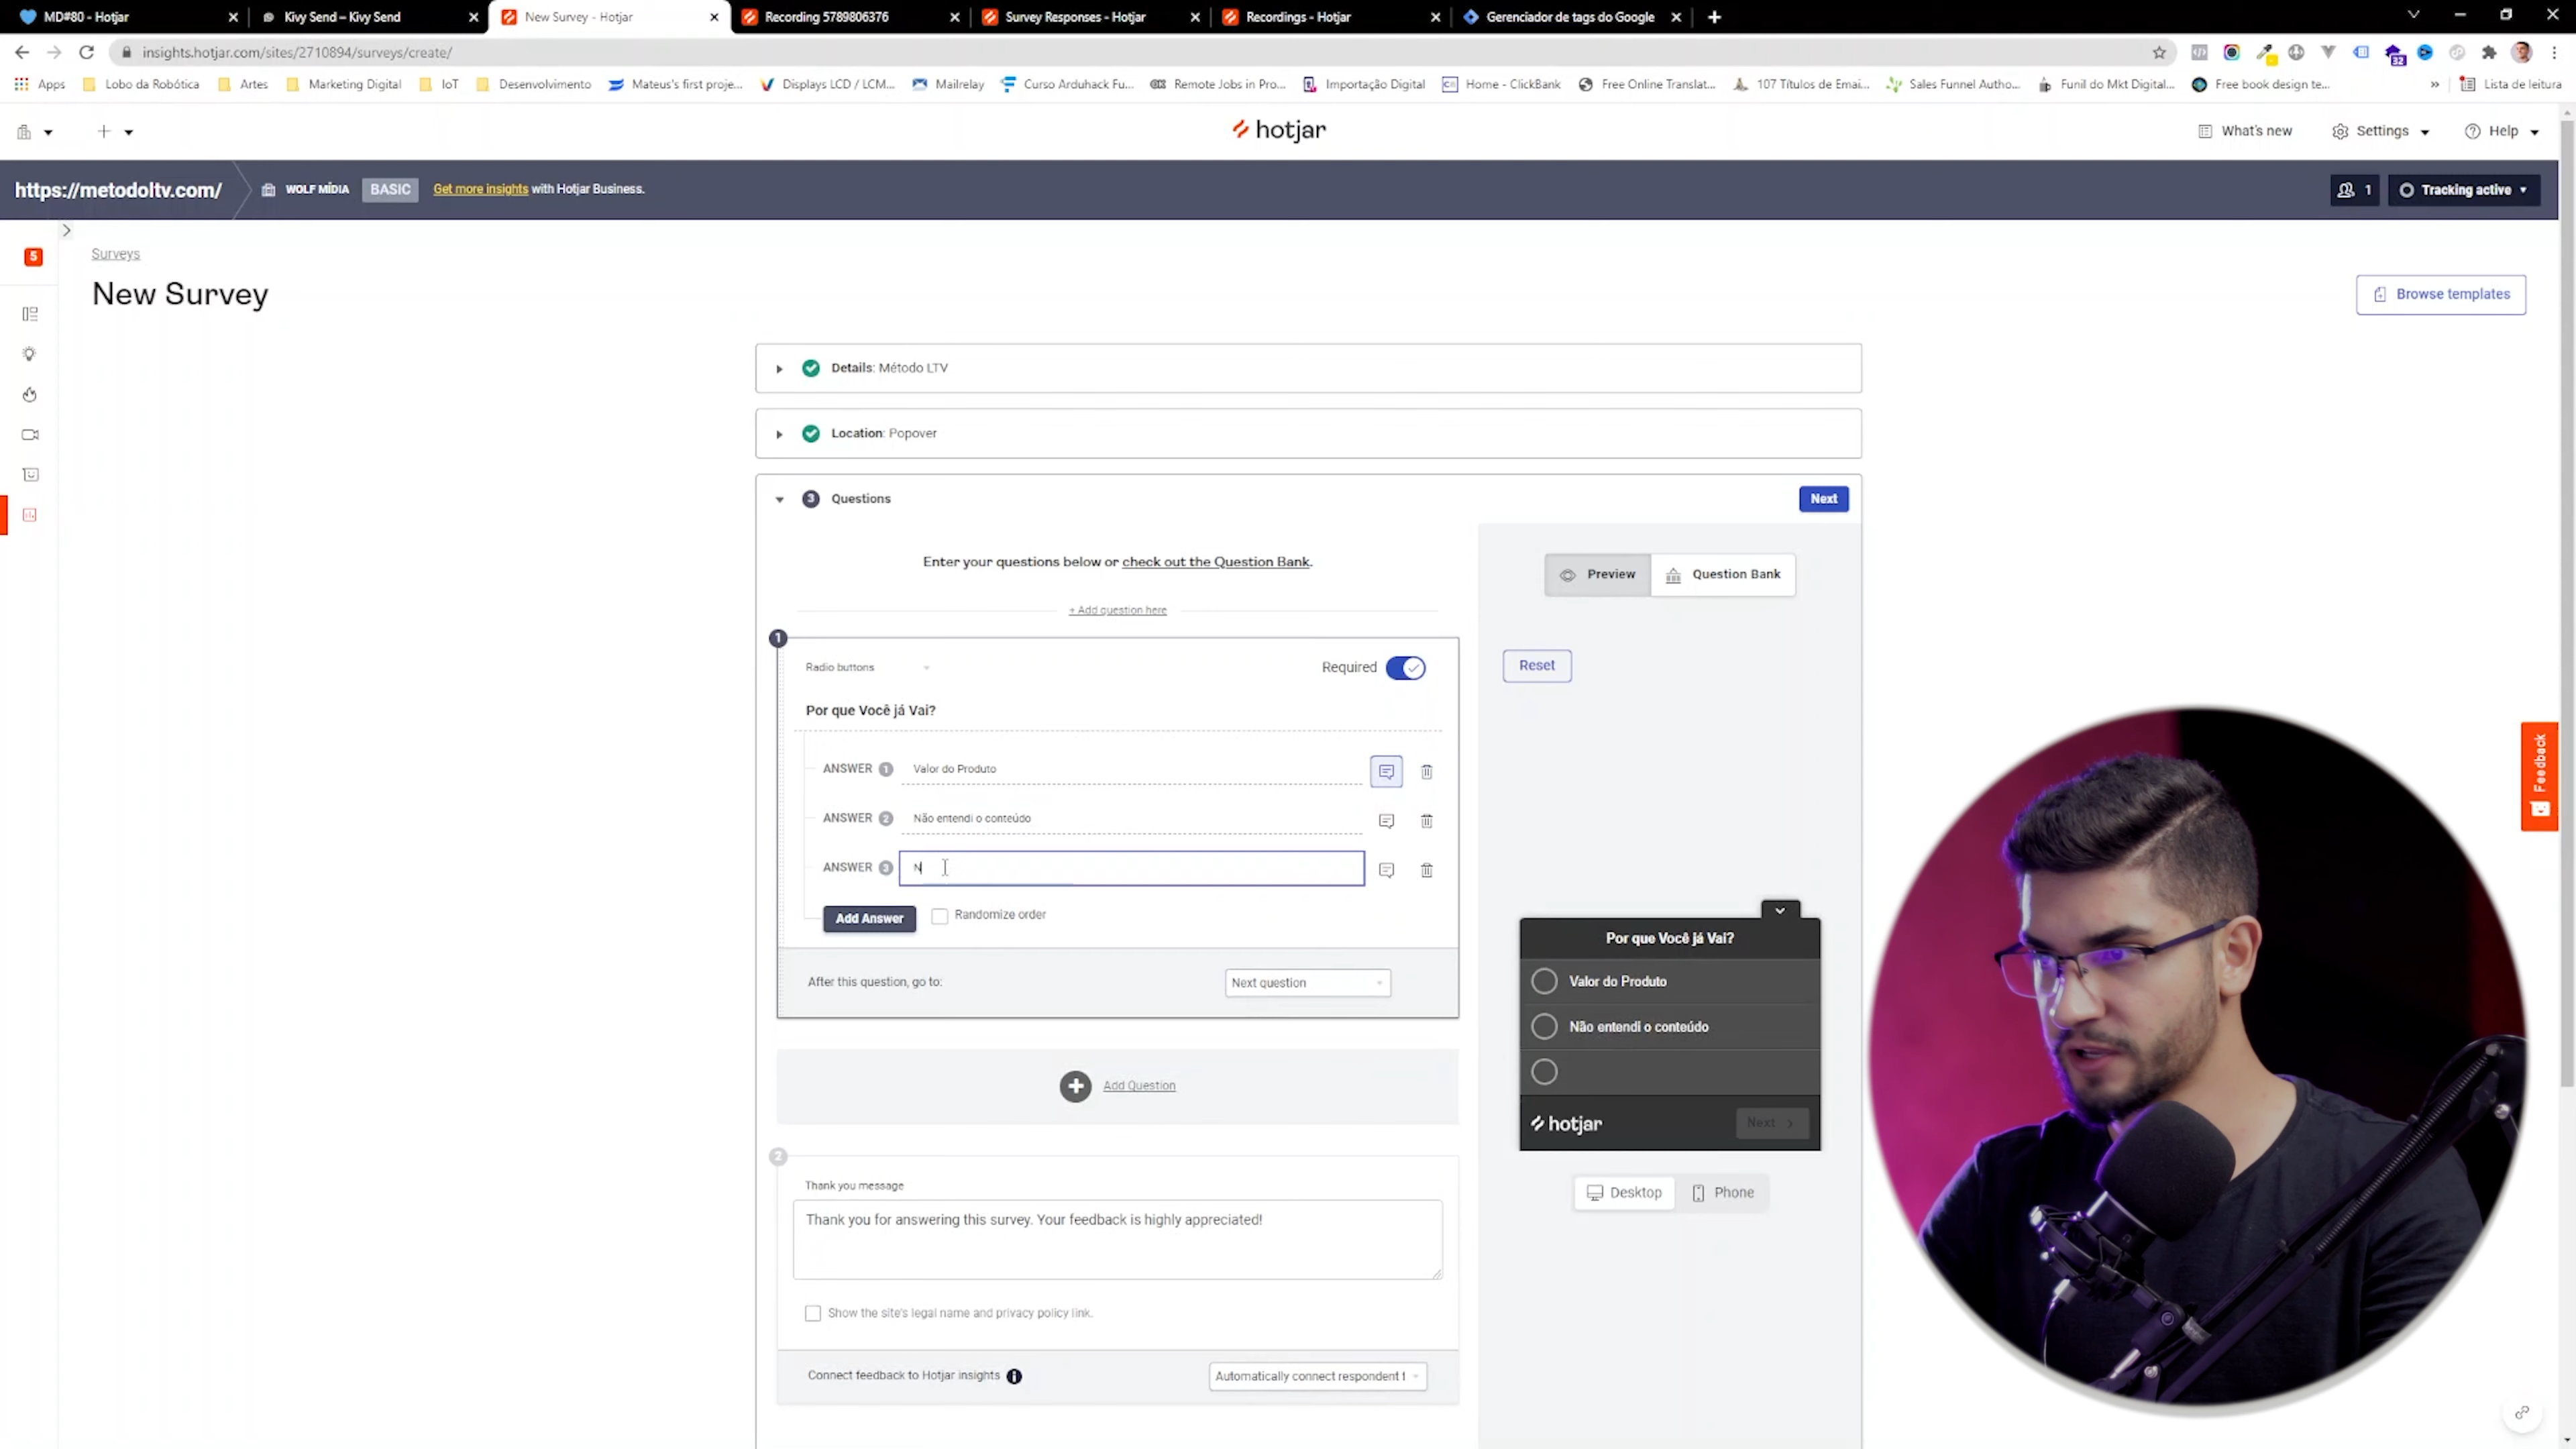 MD#80 - Hotjar
Kivy Send – Kivy Send
New Survey - Hotjar
Recording 5789806376
Survey Responses - Hotjar
Recordings - Hotjar
Gerenciador de tags do Google
insights.hotjar.com/sites/2710894/surveys/create/
32
Apps
Lobo da Robótica
Artes
Marketing Digital
IoT
Desenvolvimento
Mateus's first proje...
Displays LCD / LCM...
Mailrelay
Curso Arduhack Fu...
Remote Jobs in Pro...
Importação Digital
Home - ClickBank
Free Online Translat...
107 Títulos de Emai...
Sales Funnel Autho...
Funil do Mkt Digital...
Free book design te...
»
Lista de leitura
hotjar
What's new
Settings
Help
https://metodoltv.com/
WOLF MÍDIA
BASIC
Get more insights with Hotjar Business.
1
Tracking active
5
Surveys
New Survey
Browse templates
Details: Método LTV
Location: Popover
3 Questions
Next
Enter your questions below or check out the Question Bank.
+ Add question here
Preview
Question Bank
1
Radio buttons
Required
Reset
Por que Você já Vai?
ANSWER 1 Valor do Produto
ANSWER 2 Não entendi o conteúdo
ANSWER 3 N
Add Answer
Randomize order
After this question, go to:
Next question
Por que Você já Vai?
Valor do Produto
Não entendi o conteúdo
hotjar
Next
Add Question
Desktop
Phone
2
Thank you message
Thank you for answering this survey. Your feedback is highly appreciated!
Show the site's legal name and privacy policy link.
Connect feedback to Hotjar insights
Automatically connect respondent t
Feedback